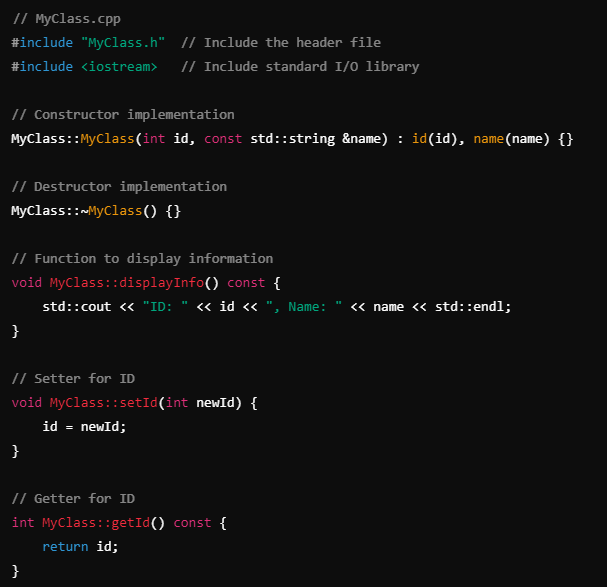 // MyClass.cpp
#include "MyClass.h"  // Include the header file
#include <iostream>   // Include standard I/O library

// Constructor implementation
MyClass::MyClass(int id, const std::string &name) : id(id), name(name) {}

// Destructor implementation
MyClass::~MyClass() {}

// Function to display information
void MyClass::displayInfo() const {
    std::cout << "ID: " << id << ", Name: " << name << std::endl;
}

// Setter for ID
void MyClass::setId(int newId) {
    id = newId;
}

// Getter for ID
int MyClass::getId() const {
    return id;
}